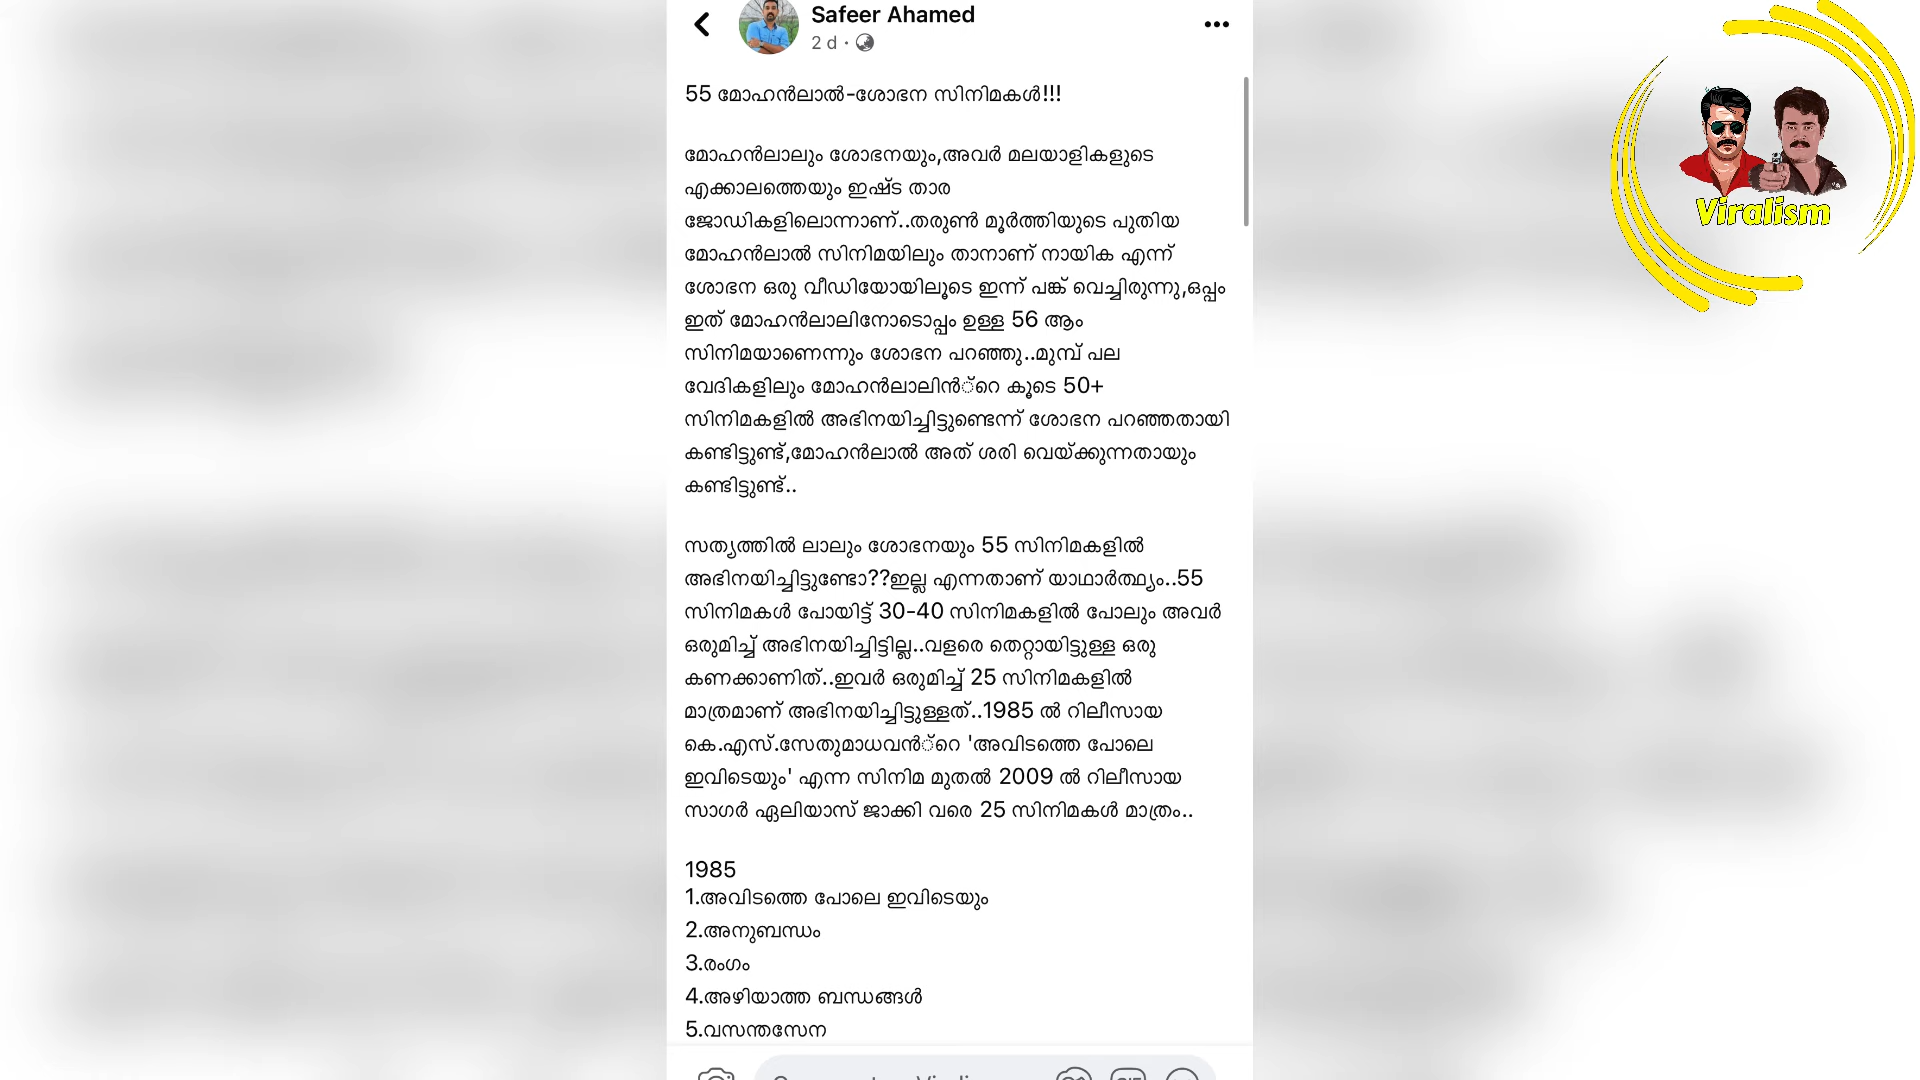 Safeer Ahamed
2 d ·
55 മോഹൻലാൽ-ശോഭന സിനിമകൾ!!!
മോഹൻലാലും ശോഭനയും,അവർ മലയാളികളുടെ
എക്കാലത്തെയും ഇഷ്ട താര
ജോഡികളിലൊന്നാണ്..തരുൺ മൂർത്തിയുടെ പുതിയ
മോഹൻലാൽ സിനിമയിലും താനാണ് നായിക എന്ന്
ശോഭന ഒരു വീഡിയോയിലൂടെ ഇന്ന് പങ്ക് വെച്ചിരുന്നു,ഒപ്പം
ഇത് മോഹൻലാലിനോടൊപ്പം ഉള്ള 56 ആം
സിനിമയാണെന്നും ശോഭന പറഞ്ഞു..മുമ്പ് പല
വേദികളിലും മോഹൻലാലിൻ്റെ കൂടെ 50+
സിനിമകളിൽ അഭിനയിച്ചിട്ടുണ്ടെന്ന് ശോഭന പറഞ്ഞതായി
കണ്ടിട്ടുണ്ട്,മോഹൻലാൽ അത് ശരി വെയ്ക്കുന്നതായും
കണ്ടിട്ടുണ്ട്..
സത്യത്തിൽ ലാലും ശോഭനയും 55 സിനിമകളിൽ
അഭിനയിച്ചിട്ടുണ്ടോ??ഇല്ല എന്നതാണ് യാഥാർത്ഥ്യം..55
സിനിമകൾ പോയിട്ട് 30-40 സിനിമകളിൽ പോലും അവർ
ഒരുമിച്ച് അഭിനയിച്ചിട്ടില്ല..വളരെ തെറ്റായിട്ടുള്ള ഒരു
കണക്കാണിത്..ഇവർ ഒരുമിച്ച് 25 സിനിമകളിൽ
മാത്രമാണ് അഭിനയിച്ചിട്ടുള്ളത്..1985 ൽ റിലീസായ
കെ.എസ്.സേതുമാധവൻ്റെ 'അവിടത്തെ പോലെ
ഇവിടെയും' എന്ന സിനിമ മുതൽ 2009 ൽ റിലീസായ
സാഗർ ഏലിയാസ് ജാക്കി വരെ 25 സിനിമകൾ മാത്രം..
1985
1.അവിടത്തെ പോലെ ഇവിടെയും
2.അനുബന്ധം
3.രംഗം
4.അഴിയാത്ത ബന്ധങ്ങൾ
5.വസന്തസേന
Viralism